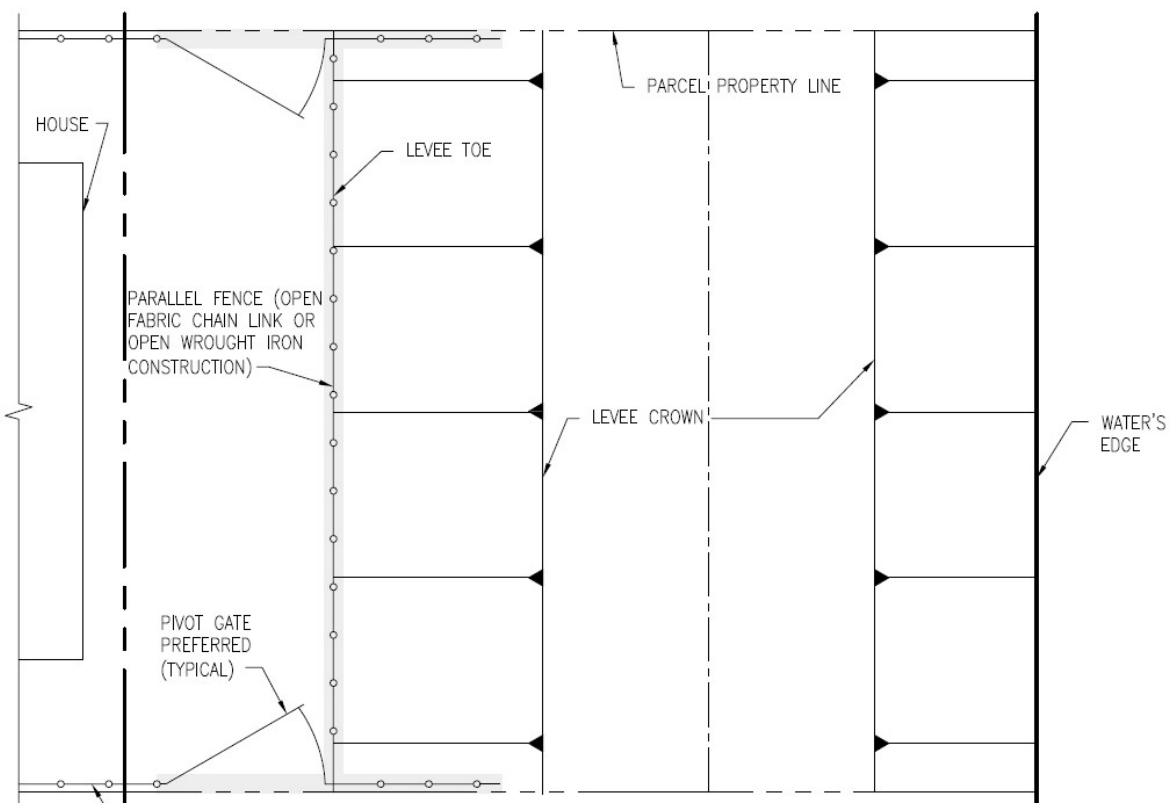 PARCEL PROPERTY LINE
HOUSE
LEVEE TOE
PARALLEL FENCE (OPEN
FABRIC CHAIN LINK OR
OPEN WROUGHT IRON
CONSTRUCTION)
LEVEE CROWN
WATER'S
EDGE
PIVOT GATE
PREFERRED
(TYPICAL)